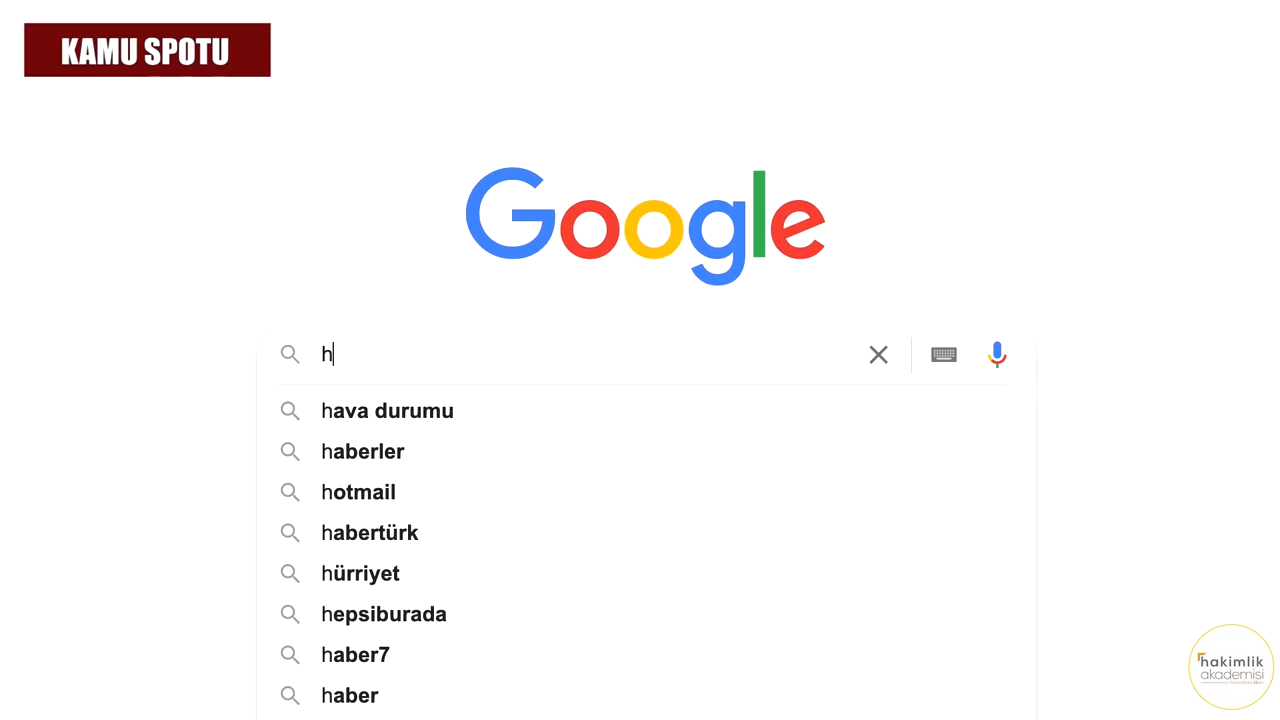 KAMU SPOTU
Google
h
hava durumu
haberler
hotmail
habertürk
hürriyet
hepsiburada
haber7
haber
hakimlik
akademisi